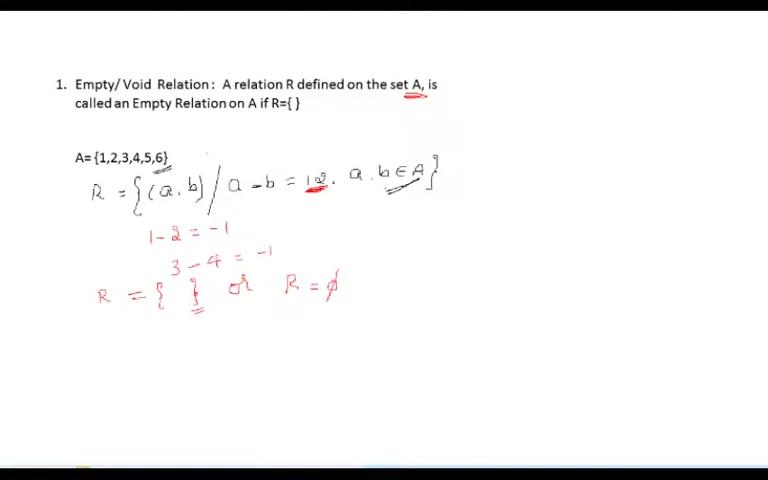 1. Empty/ Void Relation : A relation R defined on the set A, is
called an Empty Relation on A if R={ }
A= {1,2,3,4,5,6}
R = {(a, b) / a - b = 12, a, b ∈ A}
1 - 2 = -1
3 - 4 = -1
R = { } or R = ϕ